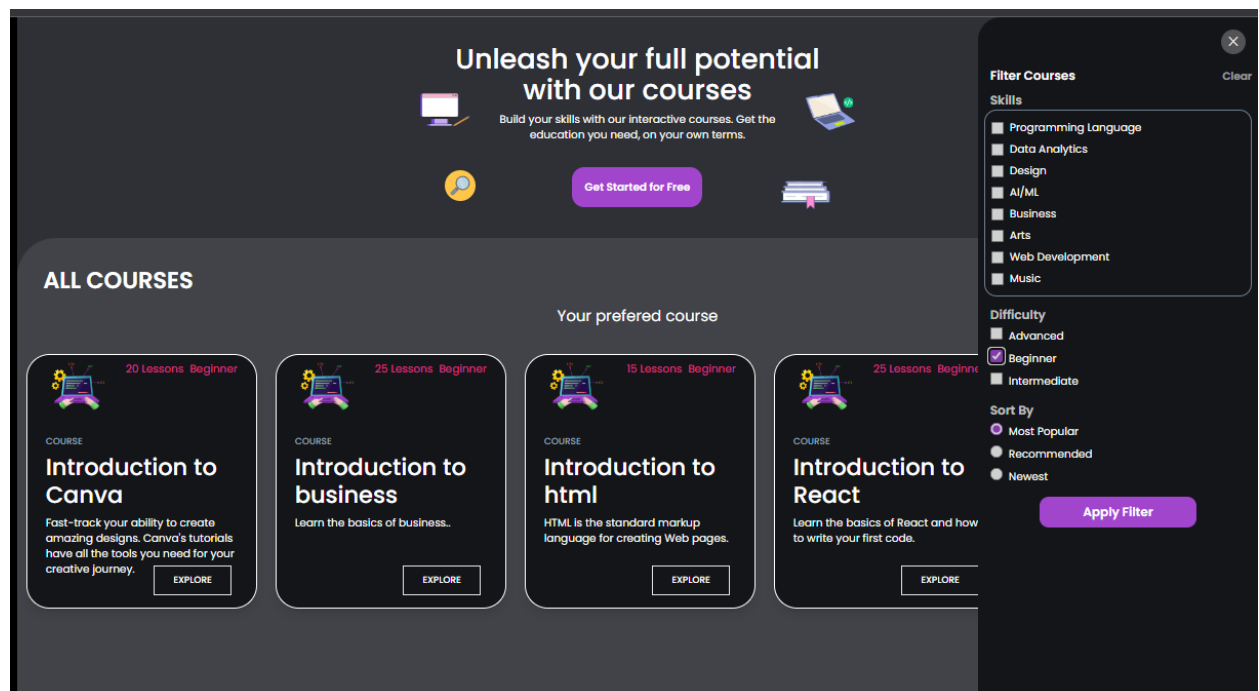 Unleash your full potential
with our courses
Build your skills with our interactive courses. Get the
education you need, on your own terms.
Get Started for Free
ALL COURSES
Your prefered course
20 Lessons Beginner
COURSE
Introduction to
Canva
Fast-track your ability to create
amazing designs. Canva's tutorials
have all the tools you need for your
creative journey.
EXPLORE
25 Lessons Beginner
COURSE
Introduction to
business
Learn the basics of business..
EXPLORE
15 Lessons Beginner
COURSE
Introduction to
html
HTML is the standard markup
language for creating Web pages.
EXPLORE
25 Lessons Beginne
COURSE
Introduction to
React
Learn the basics of React and how
to write your first code.
EXPLORE
Filter Courses
Clear
Skills
Programming Language
Data Analytics
Design
AI/ML
Business
Arts
Web Development
Music
Difficulty
Advanced
Beginner
Intermediate
Sort By
Most Popular
Recommended
Newest
Apply Filter